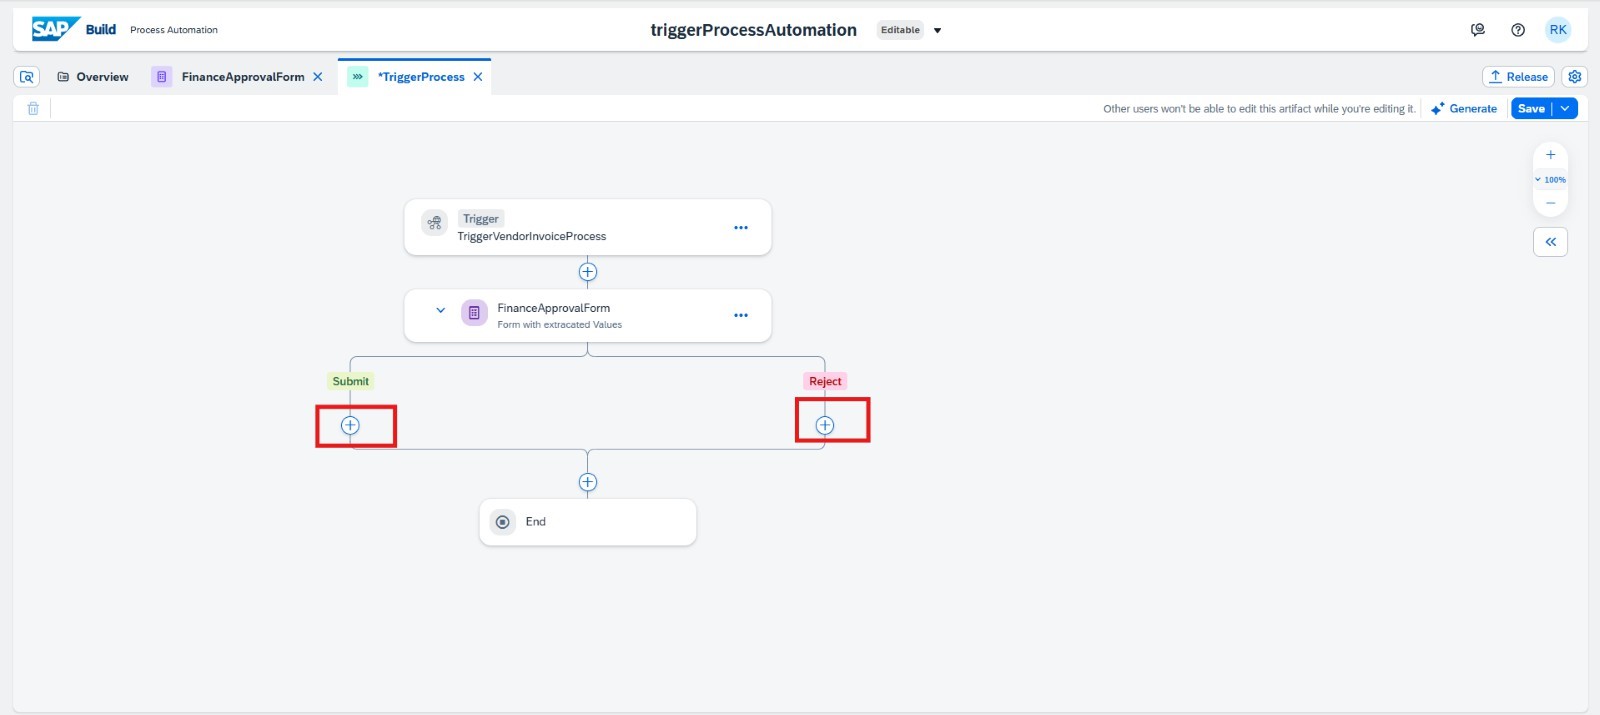 SAP Build Process Automation
triggerProcessAutomation Editable
RK
Overview FinanceApprovalForm *TriggerProcess Release
Other users won't be able to edit this artifact while you're editing it. Generate Save
100%
Trigger
TriggerVendorInvoiceProcess
FinanceApprovalForm
Form with extracated Values
Submit Reject
End